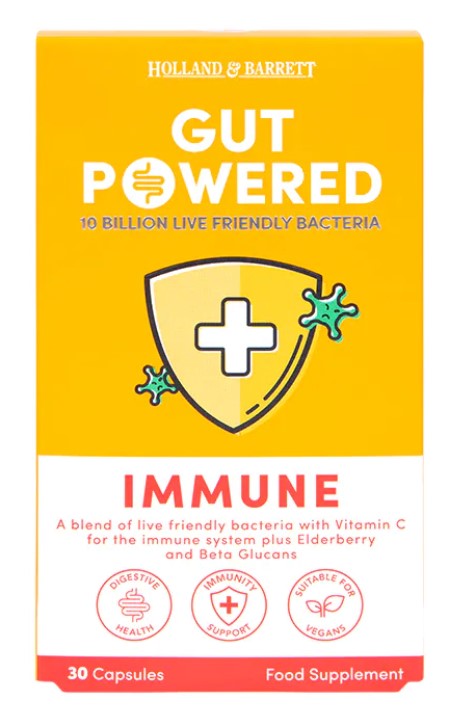 HOLLAND & BARRETT
GUT
POWERED
10 BILLION LIVE FRIENDLY BACTERIA
IMMUNE
A blend of live friendly bacteria with Vitamin C
for the immune system plus Elderberry
and Beta Glucans
DIGESTIVE
HEALTH
IMMUNITY
SUPPORT
SUITABLE FOR
VEGANS
30 Capsules
Food Supplement